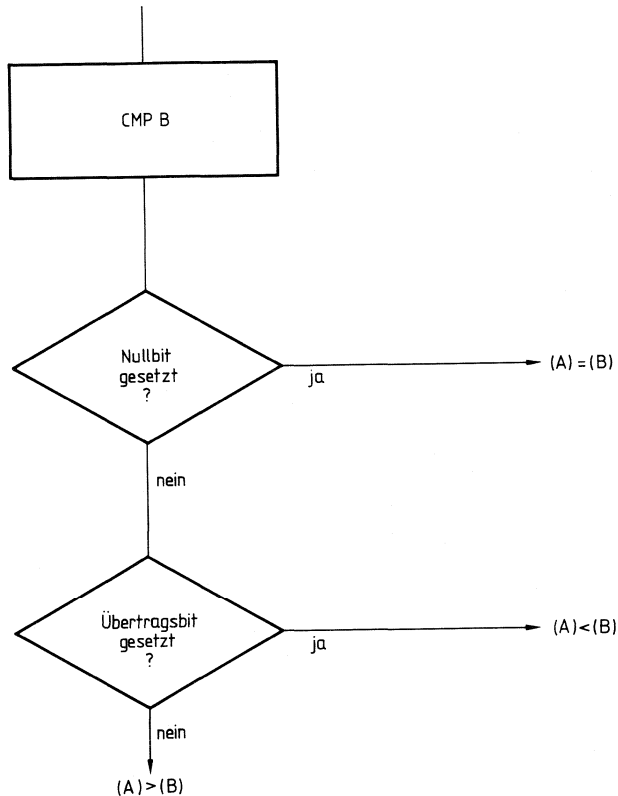 CMP B
Nullbit
gesetzt
?
ja
(A)=(B)
nein
Übertragsbit
gesetzt
?
ja
(A)<(B)
nein
(A)>(B)